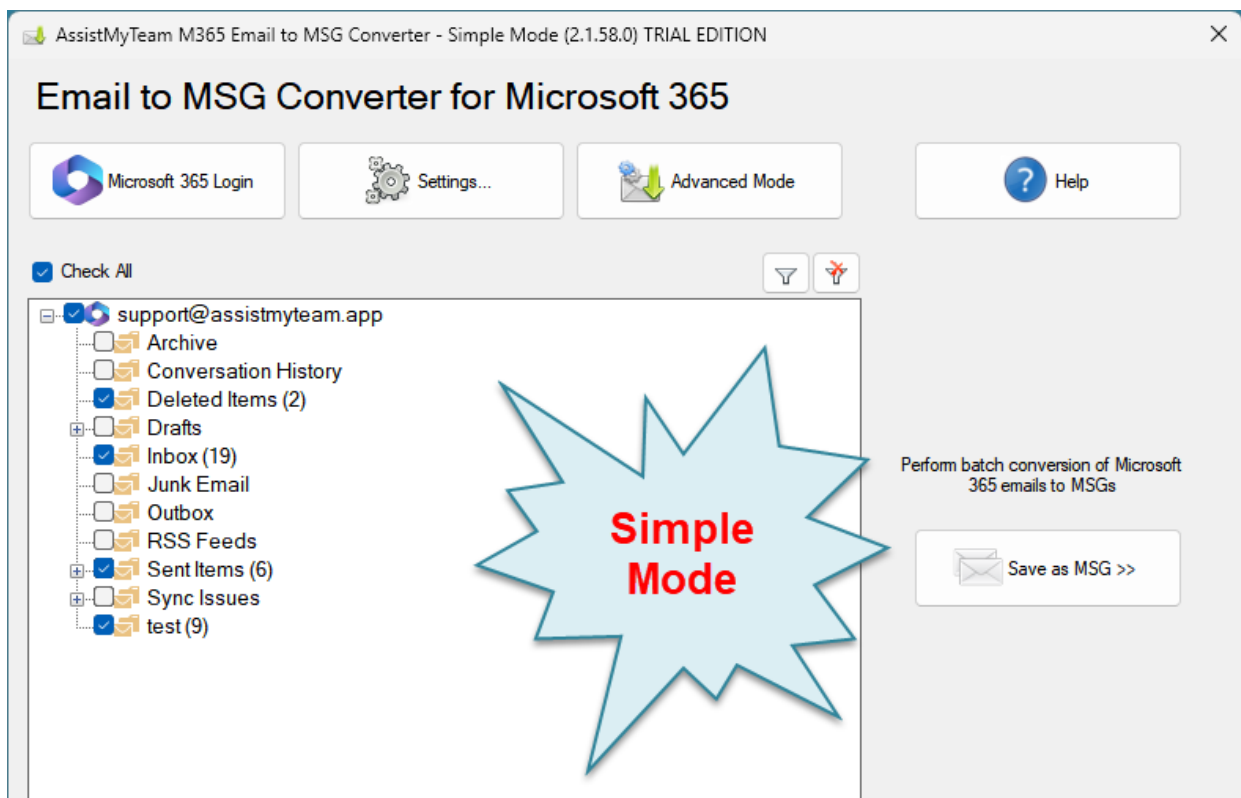 AssistMyTeam M365 Email to MSG Converter - Simple Mode (2.1.58.0) TRIAL EDITION
Email to MSG Converter for Microsoft 365
Microsoft 365 Login
Settings...
Advanced Mode
Help
Check All
support@assistmyteam.app
Archive
Conversation History
Deleted Items (2)
Drafts
Inbox (19)
Junk Email
Outbox
RSS Feeds
Sent Items (6)
Sync Issues
test (9)
Simple
Mode
Perform batch conversion of Microsoft
365 emails to MSGs
Save as MSG >>